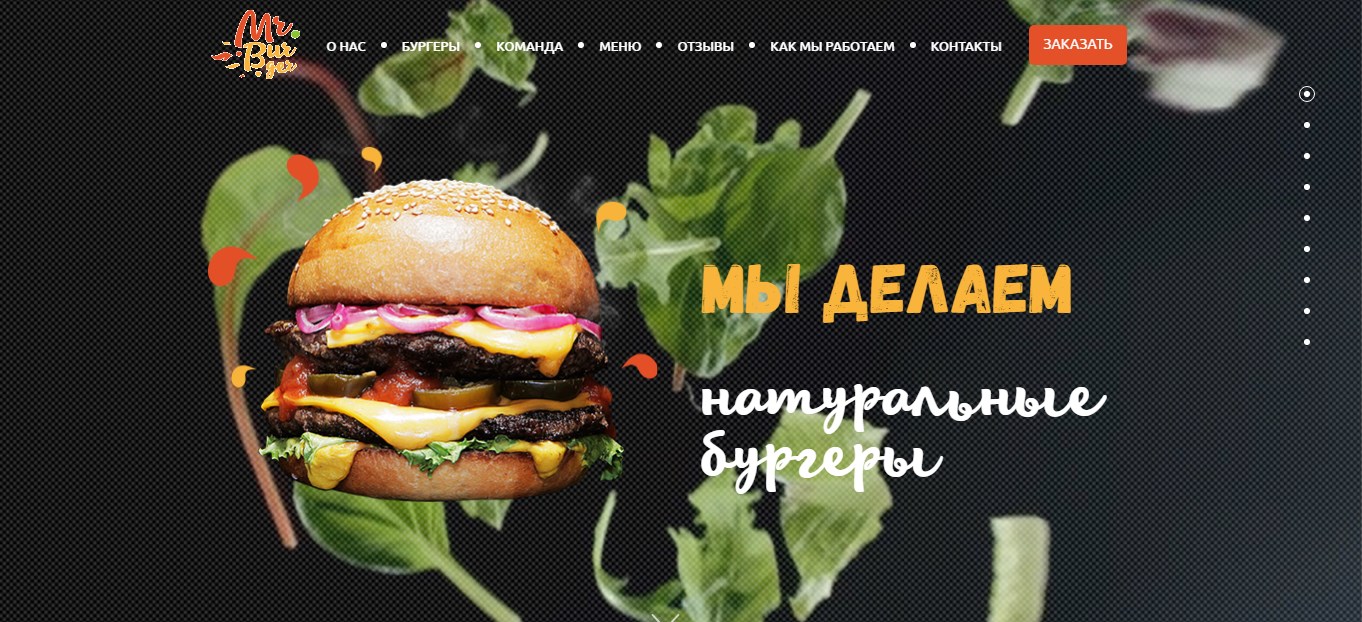 Mr.
Bur
ger
О НАС • БУРГЕРЫ • КОМАНДА • МЕНЮ • ОТЗЫВЫ • КАК МЫ РАБОТАЕМ • КОНТАКТЫ
ЗАКАЗАТЬ
МЫ ДЕЛАЕМ
натуральные
бургеры